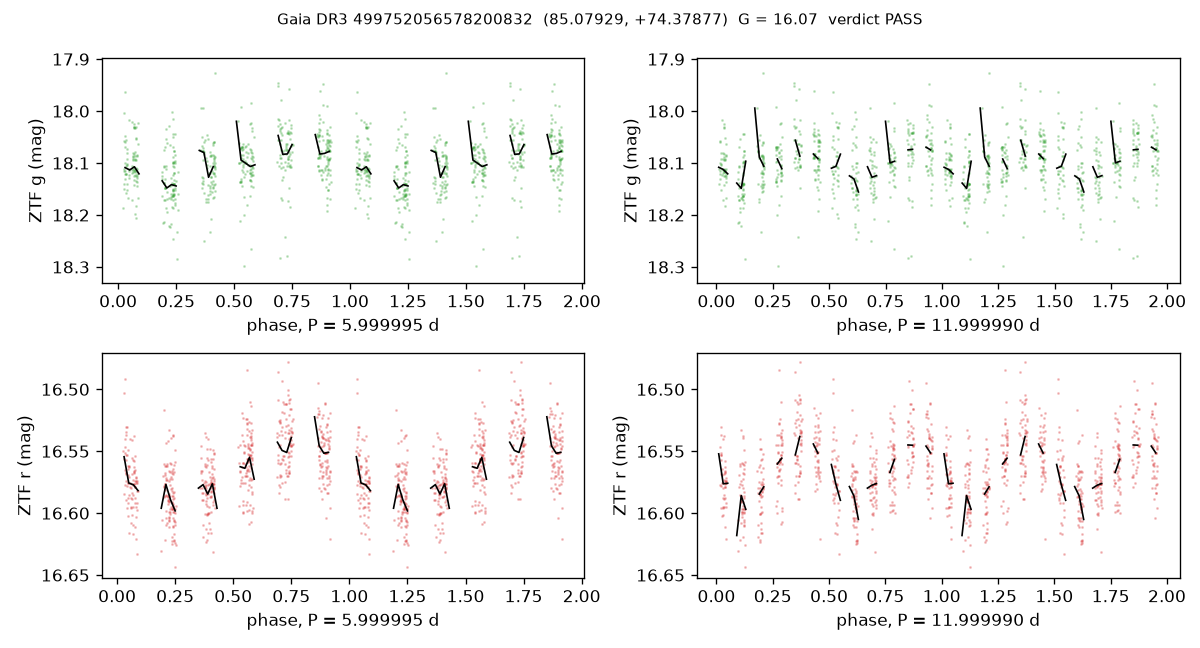 Gaia DR3 499752056578200832  (85.07929, +74.37877)  G = 16.07  verdict PASS
17.9
18.0
18.1
18.2
18.3
ZTF g (mag)
0.00 0.25 0.50 0.75 1.00 1.25 1.50 1.75 2.00
phase, P = 5.999995 d
17.9
18.0
18.1
18.2
18.3
ZTF g (mag)
0.00 0.25 0.50 0.75 1.00 1.25 1.50 1.75 2.00
phase, P = 11.999990 d
16.50
16.55
16.60
16.65
ZTF r (mag)
0.00 0.25 0.50 0.75 1.00 1.25 1.50 1.75 2.00
phase, P = 5.999995 d
16.50
16.55
16.60
16.65
ZTF r (mag)
0.00 0.25 0.50 0.75 1.00 1.25 1.50 1.75 2.00
phase, P = 11.999990 d